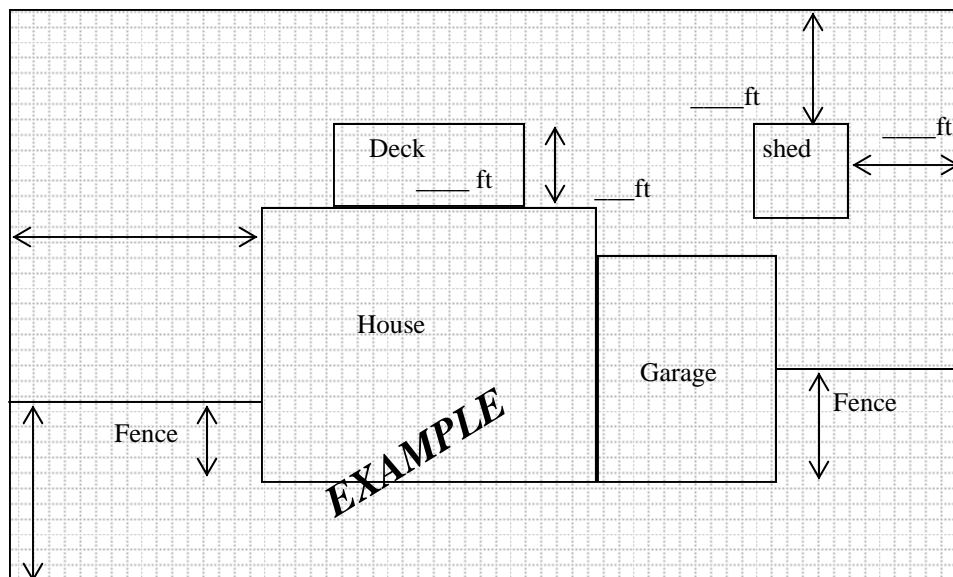 ____ft
____ft
Deck
shed
____ ft
___ft
House
Garage
Fence
Fence
EXAMPLE